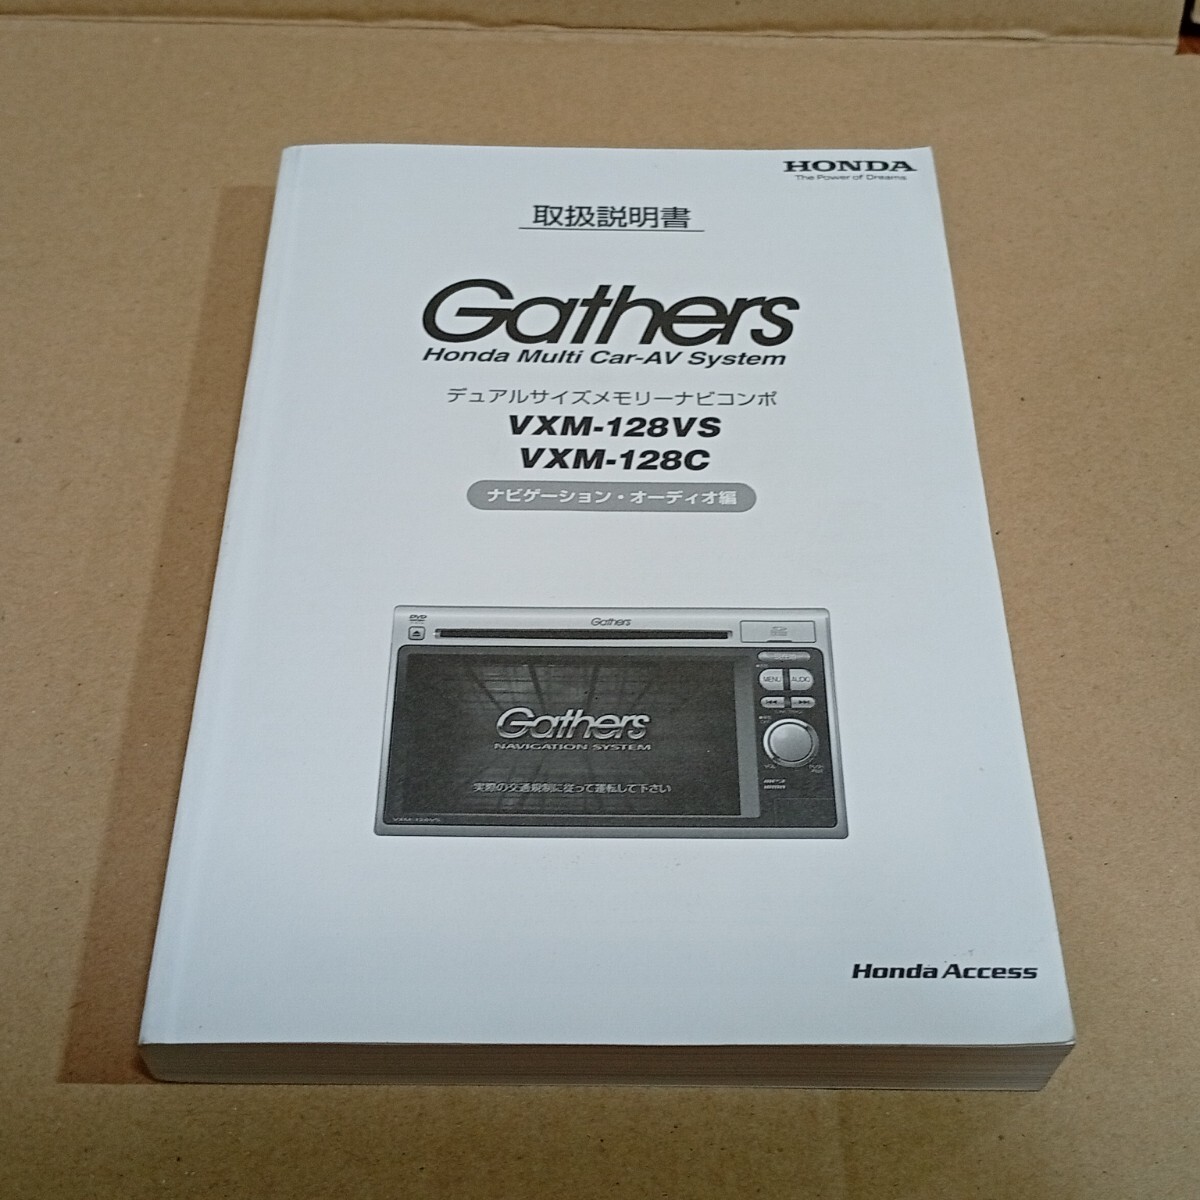 HONDA
The Power of Dreams
取扱説明書
Gathers
Honda Multi Car-AV System
デュアルサイズメモリーナビコンポ
VXM-128VS
VXM-128C
ナビゲーション・オーディオ編
DVD
Gathers
MENU AUDIO
Gathers
NAVIGATION SYSTEM
VOL
実際の交通規制に従って運転して下さい
VXM-128VS
Honda Access